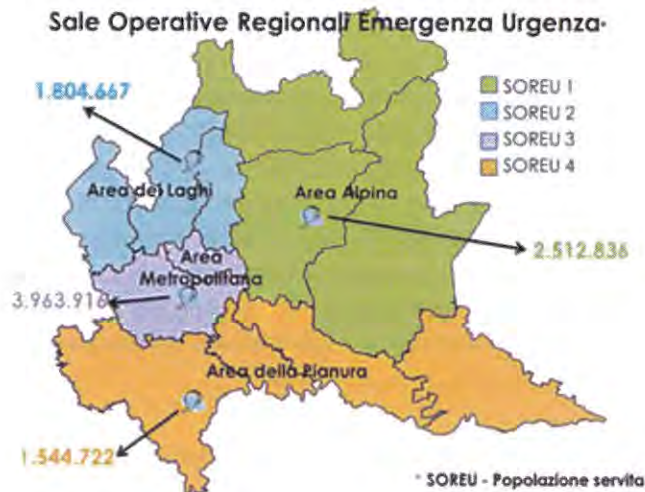 Sale Operative Regionali Emergenza Urgenza*
1.804.667
SOREU 1
SOREU 2
SOREU 3
SOREU 4
Area dei Laghi
Area Alpina
2.512.836
Area
Metropolitana
3.963.916
Area della Pianura
1.544.722
* SOREU - Popolazione servita